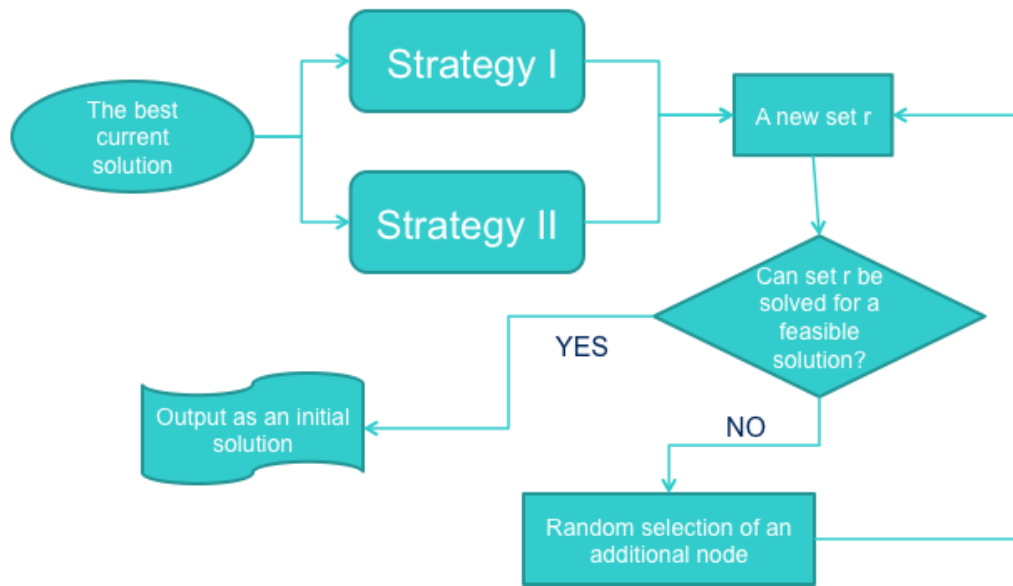 The best
current
solution
Strategy I
Strategy II
A new set r
Can set r be
solved for a
feasible
solution?
YES
Output as an initial
solution
NO
Random selection of an
additional node